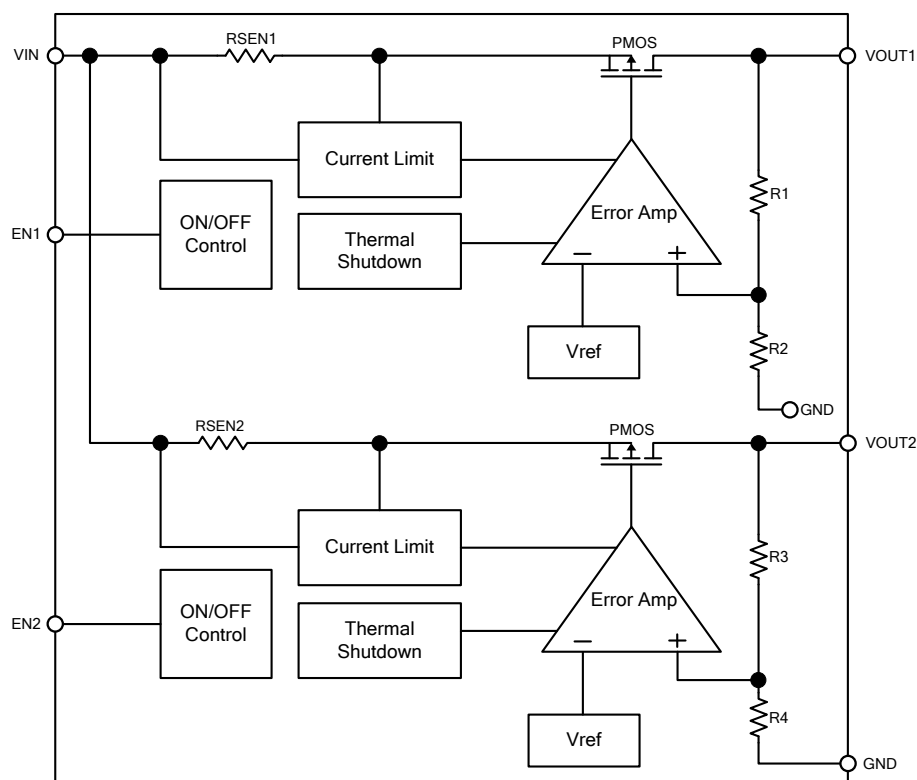 RSEN1
PMOS
VIN
VOUT1
Current Limit
R1
ON/OFF
Control
Error Amp
EN1
Thermal
Shutdown
− +
Vref
R2
GND
RSEN2
PMOS
VOUT2
Current Limit
R3
ON/OFF
Control
Error Amp
EN2
Thermal
Shutdown
− +
Vref
R4
GND